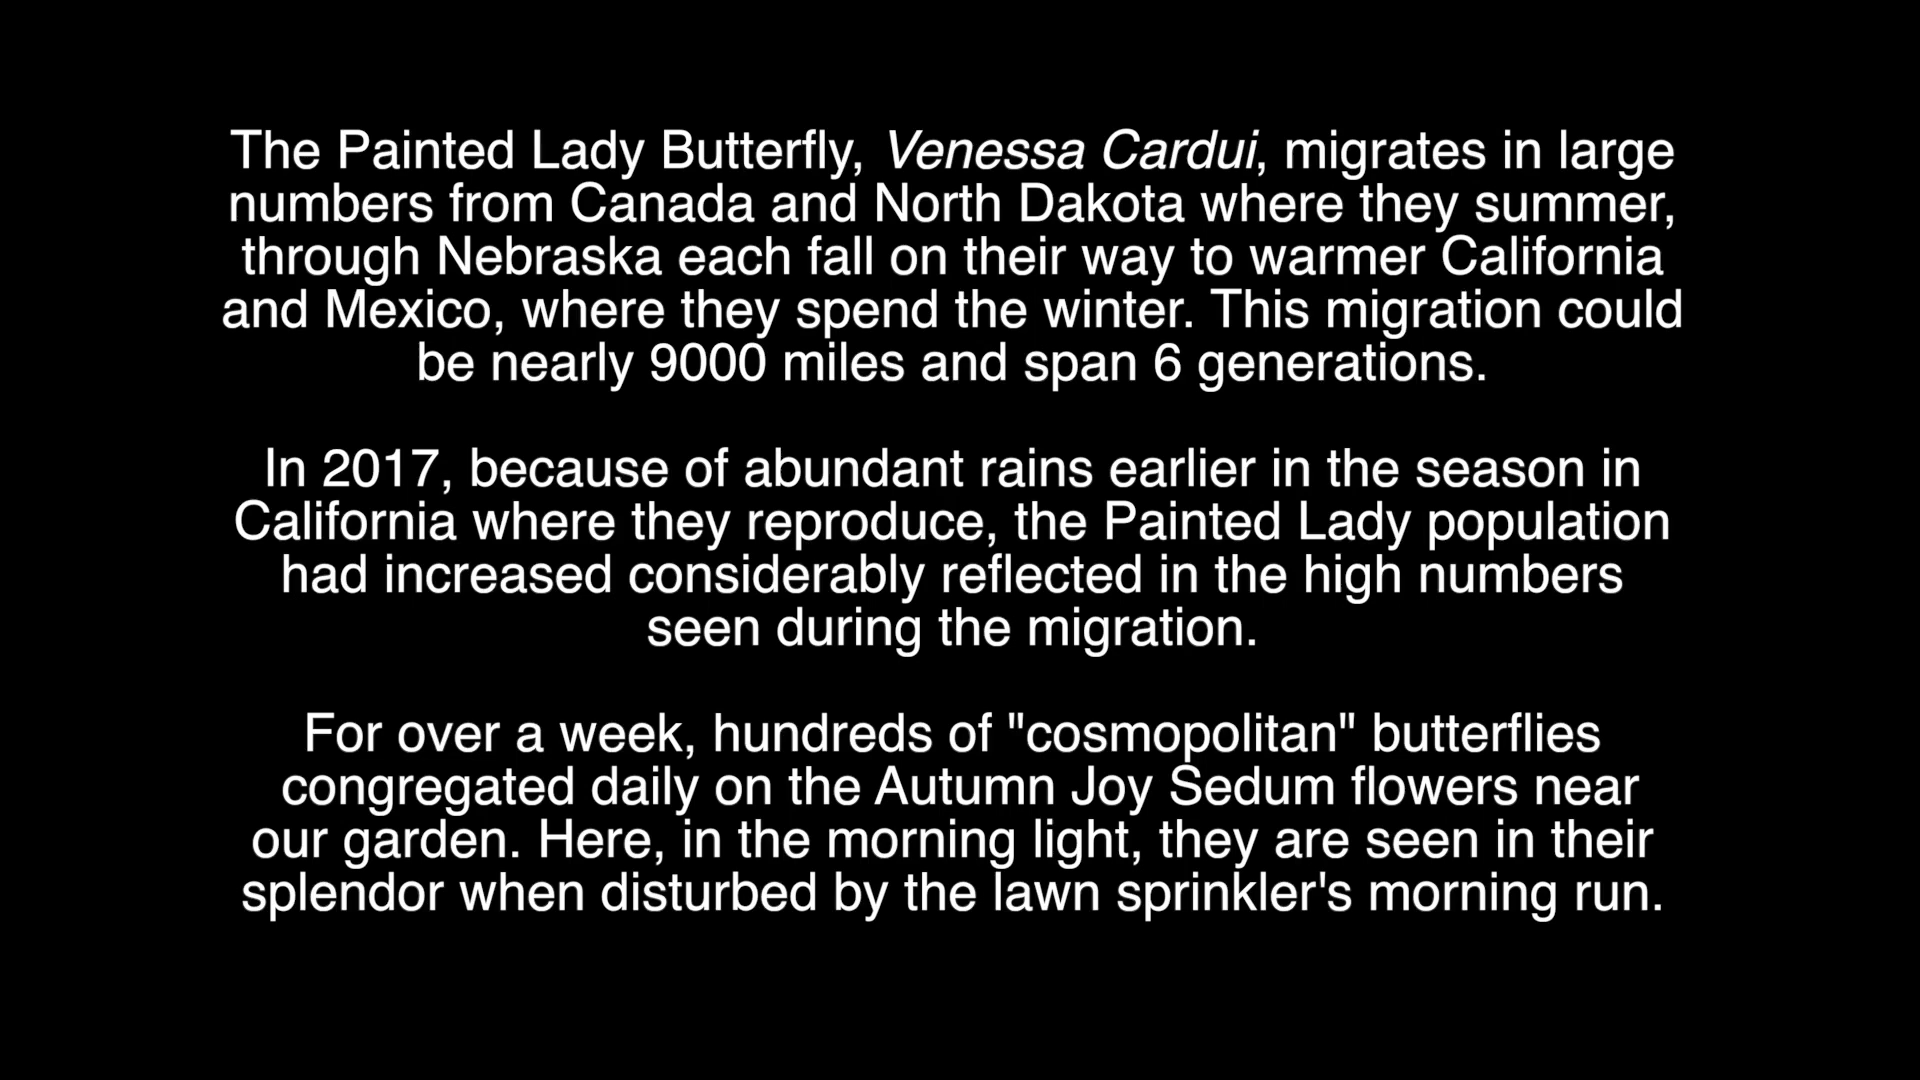 The Painted Lady Butterfly, Venessa Cardui, migrates in large
numbers from Canada and North Dakota where they summer,
through Nebraska each fall on their way to warmer California
and Mexico, where they spend the winter. This migration could
be nearly 9000 miles and span 6 generations.
In 2017, because of abundant rains earlier in the season in
California where they reproduce, the Painted Lady population
had increased considerably reflected in the high numbers
seen during the migration.
For over a week, hundreds of "cosmopolitan" butterflies
congregated daily on the Autumn Joy Sedum flowers near
our garden. Here, in the morning light, they are seen in their
splendor when disturbed by the lawn sprinkler's morning run.